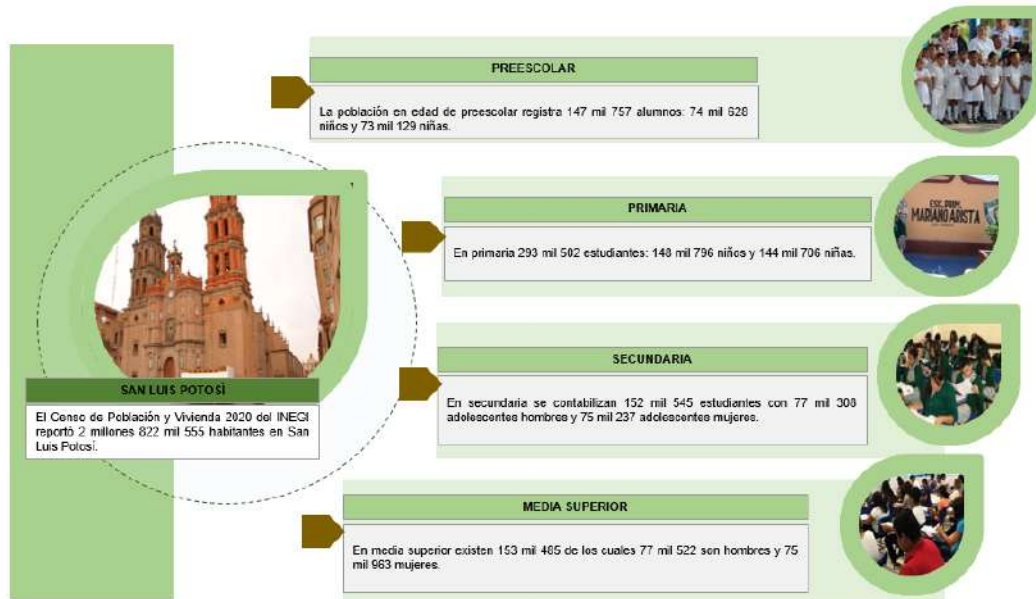 PREESCOLAR
La población en edad de preescolar registra 147 mil 757 alumnos: 74 mil 628
niños y 73 mil 129 niñas.
PRIMARIA
ESC. PRIM.
MARIANO ARISTA
En primaria 293 mil 502 estudiantes: 148 mil 796 niños y 144 mil 706 niñas.
SECUNDARIA
En secundaria se contabilizan 152 mil 545 estudiantes con 77 mil 308
adolescentes hombres y 75 mil 237 adolescentes mujeres.
SAN LUIS POTOSÌ
El Censo de Población y Vivienda 2020 del INEGI
reportó 2 millones 822 mil 555 habitantes en San
Luis Potosí.
MEDIA SUPERIOR
En media superior existen 153 mil 485 de los cuales 77 mil 522 son hombres y 75
mil 963 mujeres.